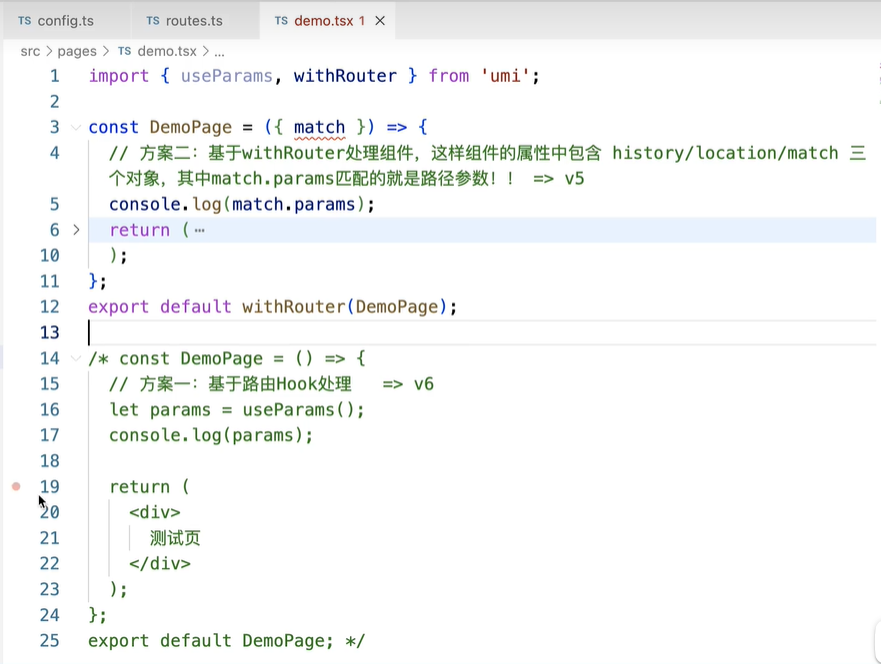 TS config.ts TS routes.ts TS demo.tsx 1 ×
src > pages > TS demo.tsx > ...
1 import { useParams, withRouter } from 'umi';
2
3 const DemoPage = ({ match }) => {
4 // 方案二：基于withRouter处理组件，这样组件的属性中包含 history/location/match 三
个对象，其中match.params匹配的就是路径参数！！ => v5
5 console.log(match.params);
6 return ( ⋯
10 );
11 };
12 export default withRouter(DemoPage);
13
14 /* const DemoPage = () => {
15 // 方案一：基于路由Hook处理 => v6
16 let params = useParams();
17 console.log(params);
18
19 return (
20 <div>
21 测试页
22 </div>
23 );
24 };
25 export default DemoPage; */